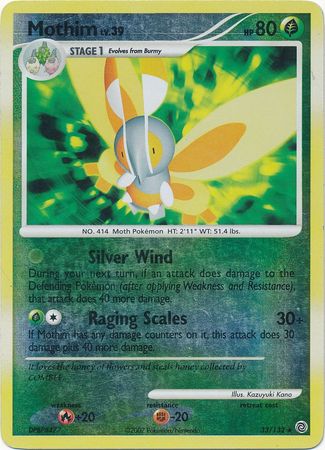 Mothim LV.39 HP 80
STAGE 1 Evolves from Burmy
NO. 414 Moth Pokémon HT: 2'11" WT: 51.4 lbs.
Silver Wind
During your next turn, if an attack does damage to the
Defending Pokémon (after applying Weakness and Resistance),
that attack does 40 more damage.
Raging Scales 30+
If Mothim has any damage counters on it, this attack does 30
damage plus 40 more damage.
It loves the honey of flowers and steals honey collected by
COMBEE.
Illus. Kazuyuki Kano
weakness resistance retreat cost
+20 -20
©2007 Pokémon/Nintendo 33/132 ★